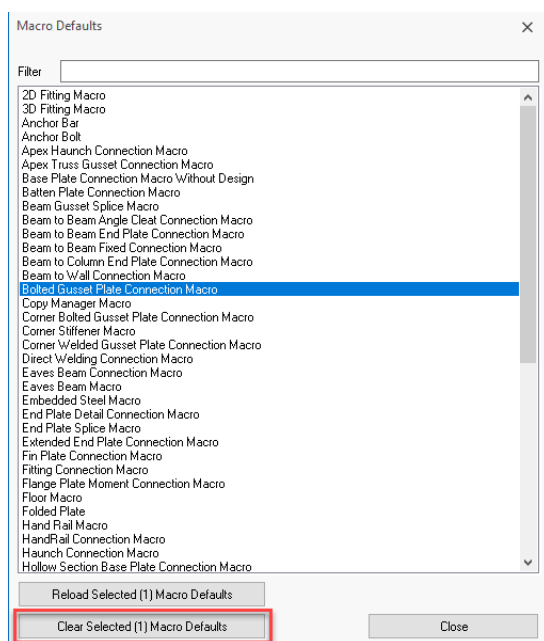 Macro Defaults
Filter
2D Fitting Macro
3D Fitting Macro
Anchor Bar
Anchor Bolt
Apex Haunch Connection Macro
Apex Truss Gusset Connection Macro
Base Plate Connection Macro Without Design
Batten Plate Connection Macro
Beam Gusset Splice Macro
Beam to Beam Angle Cleat Connection Macro
Beam to Beam End Plate Connection Macro
Beam to Beam Fixed Connection Macro
Beam to Column End Plate Connection Macro
Beam to Wall Connection Macro
Bolted Gusset Plate Connection Macro
Copy Manager Macro
Corner Bolted Gusset Plate Connection Macro
Corner Stiffener Macro
Corner Welded Gusset Plate Connection Macro
Direct Welding Connection Macro
Eaves Beam Connection Macro
Eaves Beam Macro
Embedded Steel Macro
End Plate Detail Connection Macro
End Plate Splice Macro
Extended End Plate Connection Macro
Fin Plate Connection Macro
Fitting Connection Macro
Flange Plate Moment Connection Macro
Floor Macro
Folded Plate
Hand Rail Macro
HandRail Connection Macro
Haunch Connection Macro
Hollow Section Base Plate Connection Macro
Reload Selected (1) Macro Defaults
Clear Selected (1) Macro Defaults
Close